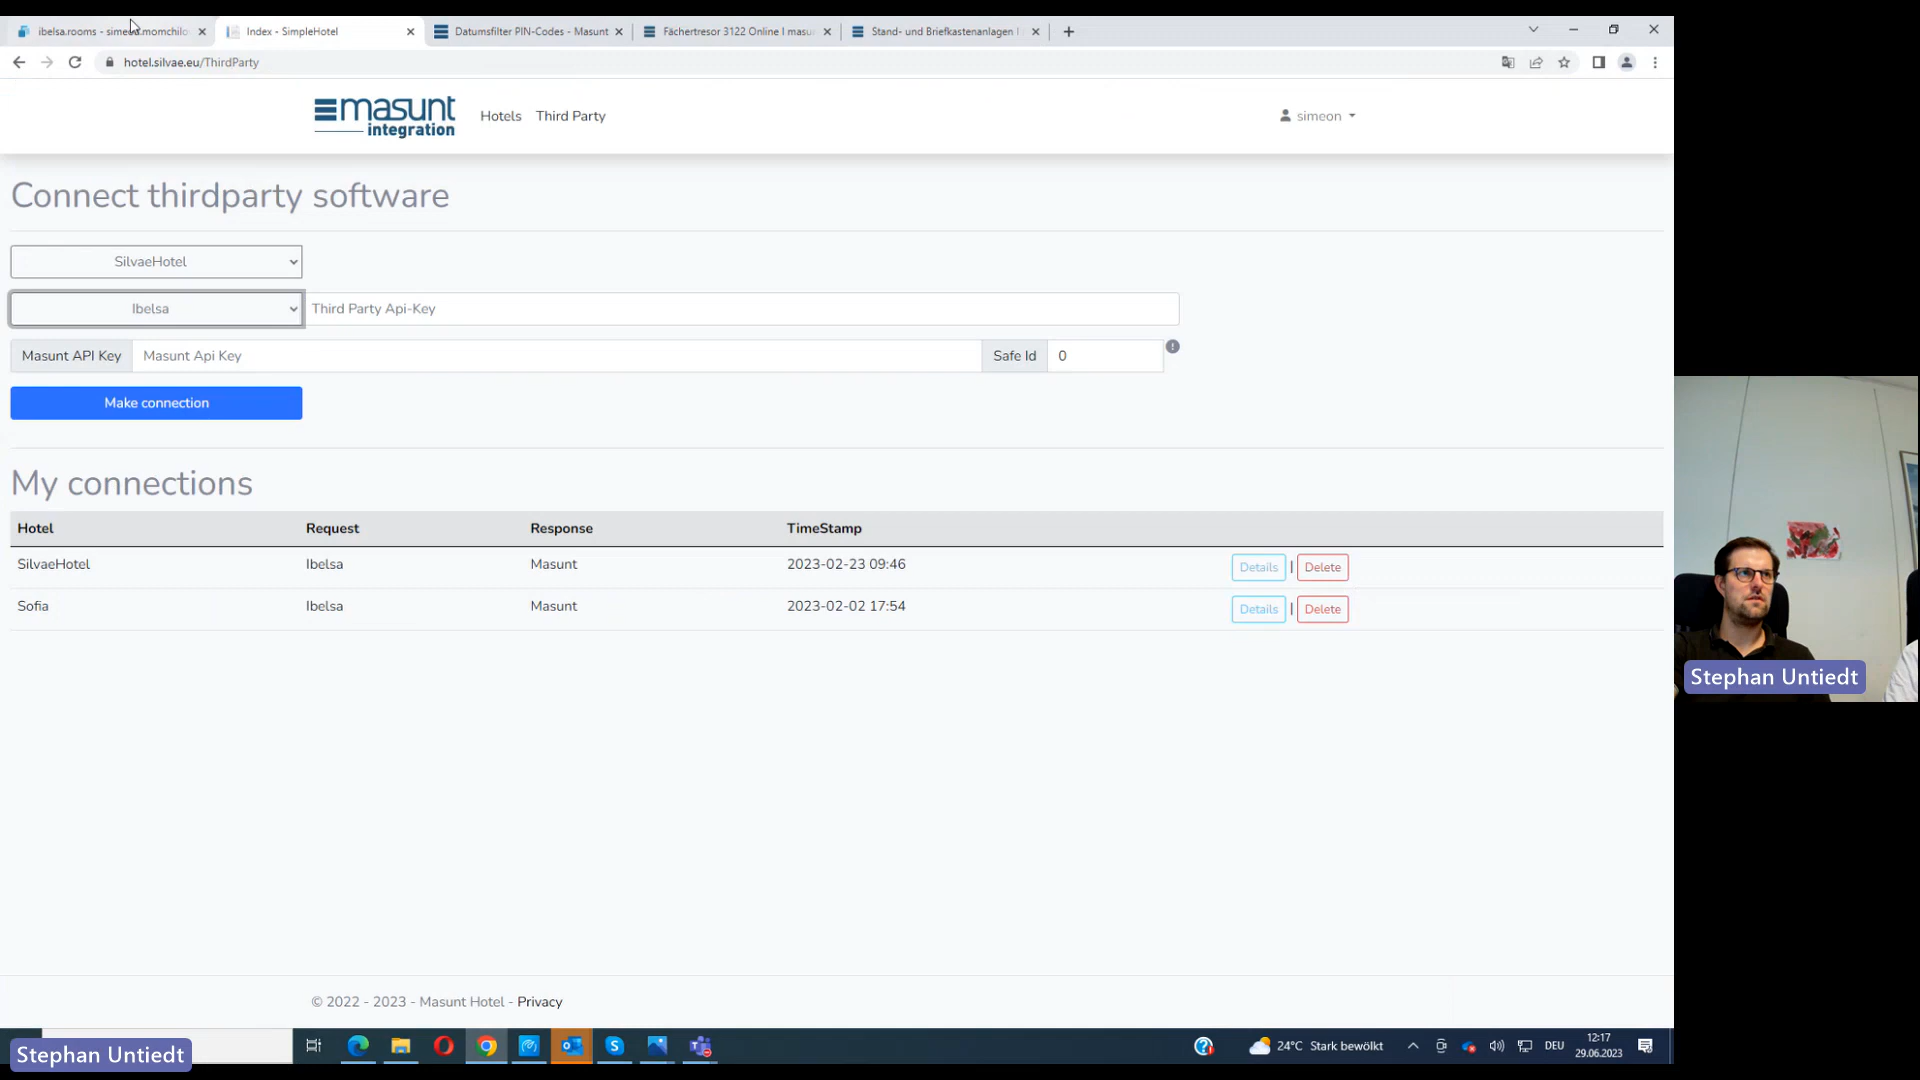 ibelsa.rooms - simeon.momchilo
Index - SimpleHotel
Datumsfilter PIN-Codes - Masunt
Fächertresor 3122 Online I masun
Stand- und Briefkastenanlagen I
hotel.silvae.eu/ThirdParty
masunt
integration
Hotels
Third Party
simeon
Connect thirdparty software
SilvaeHotel
Ibelsa
Third Party Api-Key
Masunt API Key
Masunt Api Key
Safe Id
0
Make connection
My connections
Hotel
Request
Response
TimeStamp
SilvaeHotel
Ibelsa
Masunt
2023-02-23 09:46
Details | Delete
Sofia
Ibelsa
Masunt
2023-02-02 17:54
Details | Delete
Stephan Untiedt
© 2022 - 2023 - Masunt Hotel - Privacy
Stephan Untiedt
24°C Stark bewölkt
DEU
12:17
29.06.2023